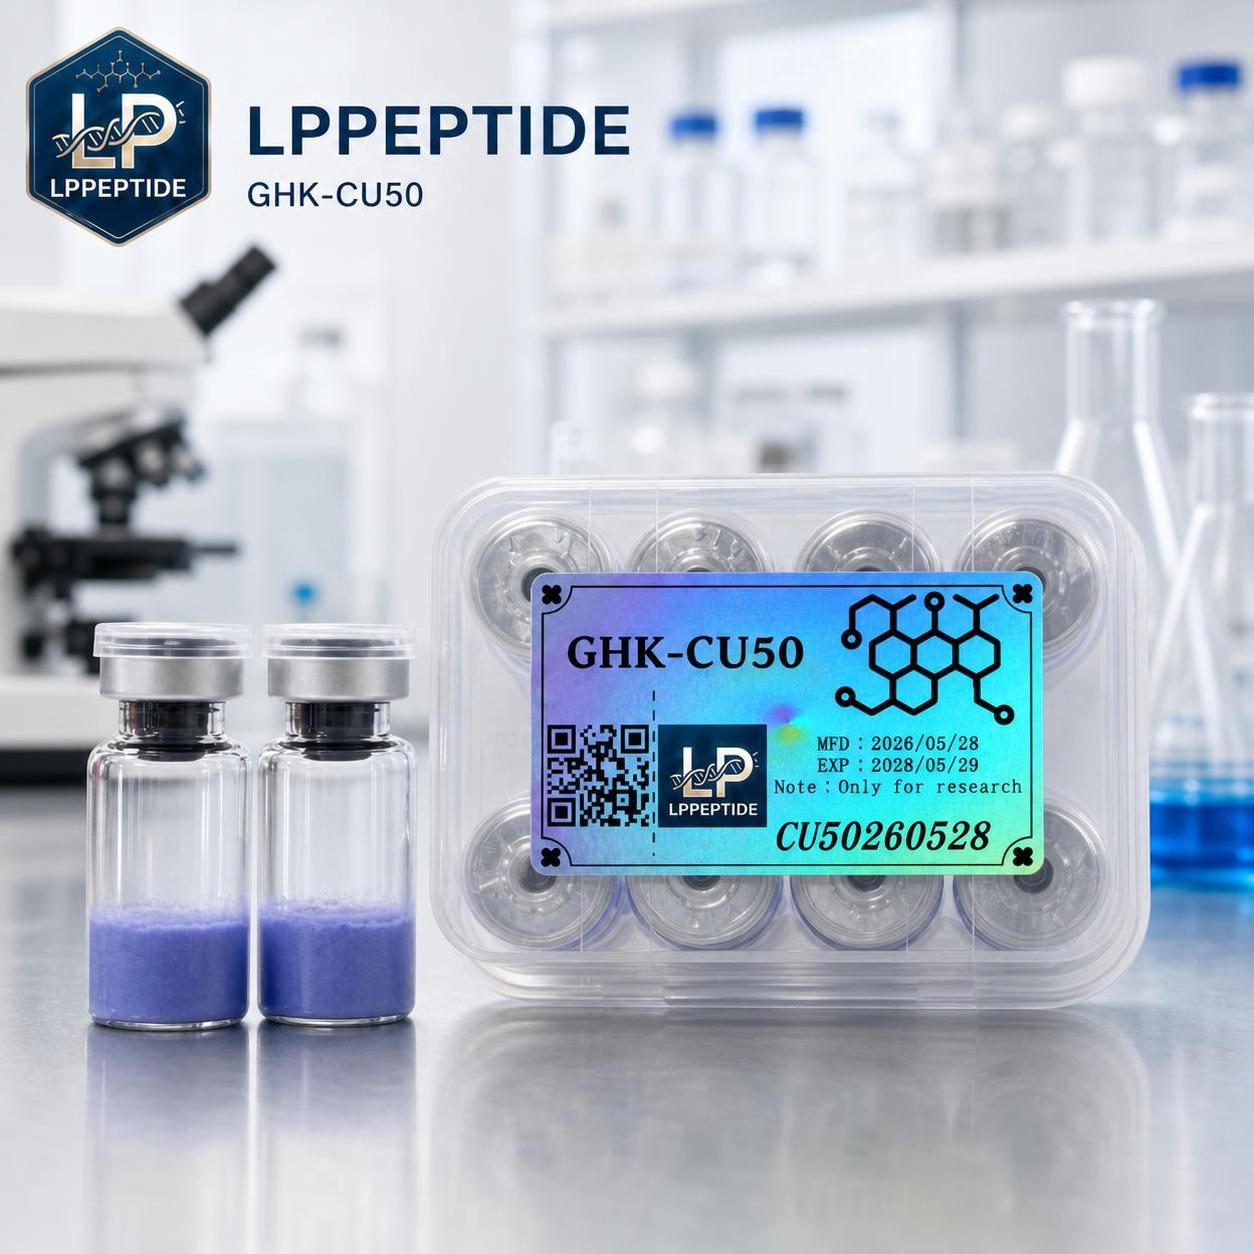 LP
LPPEPTIDE
LPPEPTIDE
GHK-CU50
GHK-CU50
LP
LPPEPTIDE
MFD : 2026/05/28
EXP : 2028/05/29
Note : Only for research
CU50260528